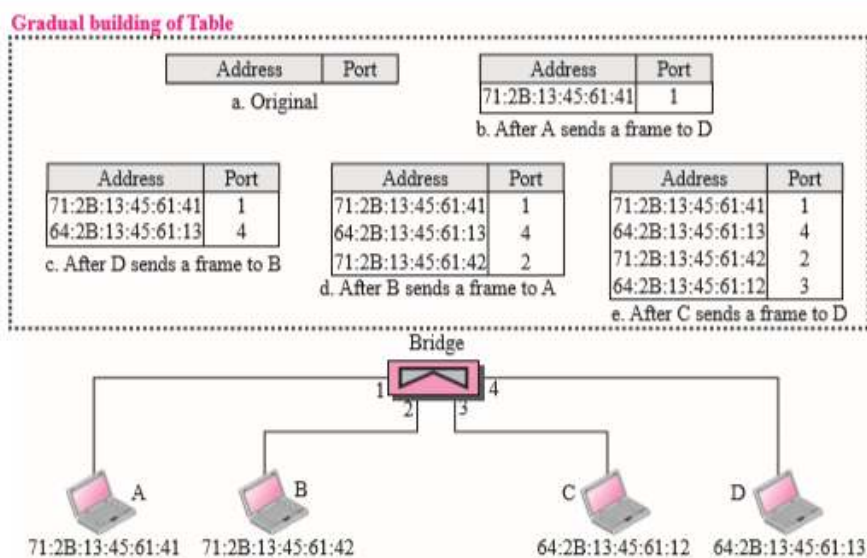 Gradual building of Table
Address Port
a. Original
Address Port
71:2B:13:45:61:41 1
b. After A sends a frame to D
Address Port
71:2B:13:45:61:41 1
64:2B:13:45:61:13 4
c. After D sends a frame to B
Address Port
71:2B:13:45:61:41 1
64:2B:13:45:61:13 4
71:2B:13:45:61:42 2
d. After B sends a frame to A
Address Port
71:2B:13:45:61:41 1
64:2B:13:45:61:13 4
71:2B:13:45:61:42 2
64:2B:13:45:61:12 3
e. After C sends a frame to D
Bridge
1 2 3 4
A B C D
71:2B:13:45:61:41 71:2B:13:45:61:42 64:2B:13:45:61:12 64:2B:13:45:61:13